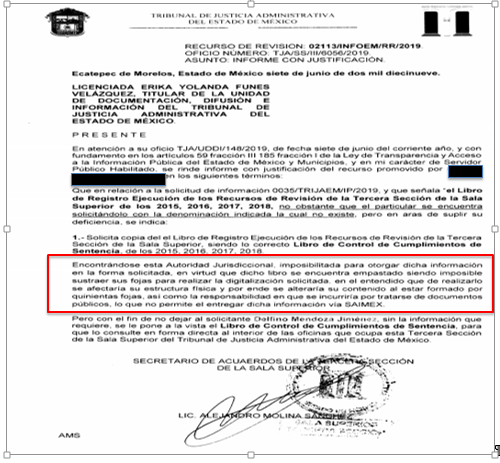 TRIBUNAL DE JUSTICIA ADMINISTRATIVA
DEL ESTADO DE MÉXICO
RECURSO DE REVISION: 02113/INFOEM/RR/2019.
OFICIO NÚMERO: TJA/SS/III/6056/2019.
ASUNTO: INFORME CON JUSTIFICACIÓN.
Ecatepec de Morelos, Estado de México siete de junio de dos mil diecinueve.
LICENCIADA ERIKA YOLANDA FUNES
VELÁZQUEZ, TITULAR DE LA UNIDAD
DE DOCUMENTACIÓN, DIFUSIÓN E
INFORMACIÓN DEL TRIBUNAL DE
JUSTICIA ADMINISTRATIVA DEL
ESTADO DE MÉXICO.
P R E S E N T E
En atención a su oficio TJA/UDDI/148/2019, de fecha siete de junio del corriente año, y con
fundamento en los artículos 59 fracción III 185 fracción I de la Ley de Transparencia y Acceso
a la Información Pública del Estado de México y Municipios, y en mi carácter de Servidor
Público Habilitado, se rinde informe con justificación del recurso promovido por
en los siguientes términos:
Que en relación a la solicitud de información 0035/TRIJAEM/IP/2019, y que señala "el Libro
de Registro Ejecución de los Recursos de Revisión de la Tercera Sección de la Sala
Superior de los 2015, 2016, 2017, 2018, no obstante que el particular se encuentra
solicitándolo con la denominación indicada la cual no existe, pero en aras de suplir su
deficiencia, se indica:
1.- Solicita copia del el Libro de Registro Ejecución de los Recursos de Revisión de la Tercera
Sección de la Sala Superior, siendo lo correcto Libro de Control de Cumplimientos de
Sentencia, de los 2015, 2016, 2017, 2018.
Encontrándose esta Autoridad Jurisdiccional, imposibilitada para otorgar dicha información
en la forma solicitada, en virtud que dicho libro se encuentra empastado siendo imposible
sustraer sus fojas para realizar la digitalización solicitada, en el entendido que de realizarlo
se afectaría su estructura física y por ende se alteraría su contenido al estar formado por
quinientas fojas, así como la responsabilidad en que se incurriría por tratarse de documentos
públicos, lo que no permite el entregar dicha información vía SAIMEX.
Pero con el fin de no dejar al solicitante Delfino Mendoza Jiménez, sin la información que
requiere, se le pone a la vista el Libro de Control de Cumplimientos de Sentencia, para
que lo consulte en forma directa al interior de las oficinas que ocupa esta Tercera Sección
de la Sala Superior del Tribunal de Justicia Administrativa del Estado de México.
SECRETARIO DE ACUERDOS DE LA TERCERA SECCIÓN
DE LA SALA SUPERIOR
LIC. ALEJANDRO MOLINA
AMS